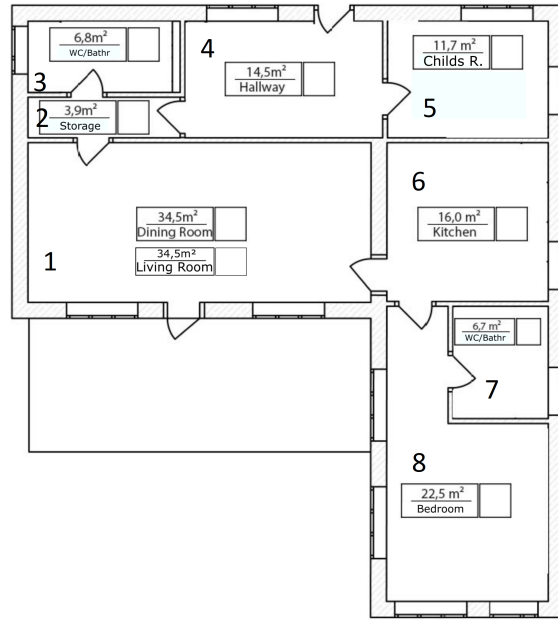 6,8m²
WC/Bathr
3
4
14,5m²
Hallway
11,7 m²
Childs R.
5
2
3,9m²
Storage
6
34,5m²
Dining Room
16,0 m²
Kitchen
34,5m²
Living Room
1
6,7 m²
WC/Bathr
7
8
22,5 m²
Bedroom